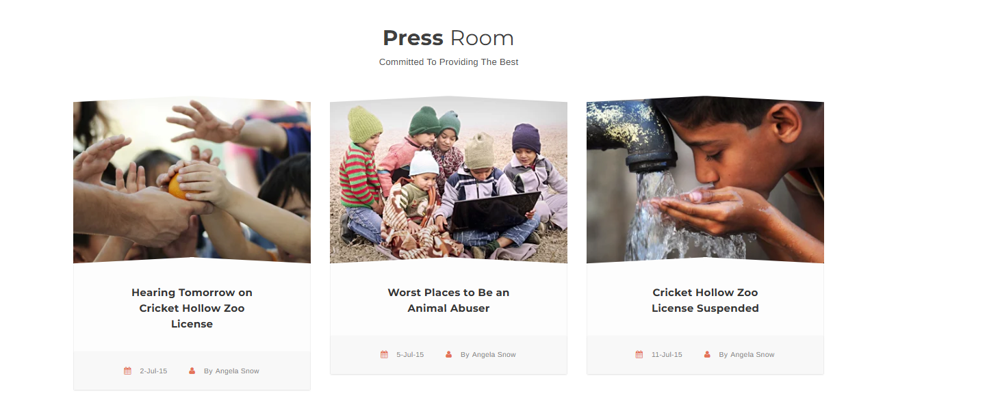 Press Room
Committed To Providing The Best
Hearing Tomorrow on
Cricket Hollow Zoo
License
2-Jul-15 By Angela Snow
Worst Places to Be an
Animal Abuser
5-Jul-15 By Angela Snow
Cricket Hollow Zoo
License Suspended
11-Jul-15 By Angela Snow